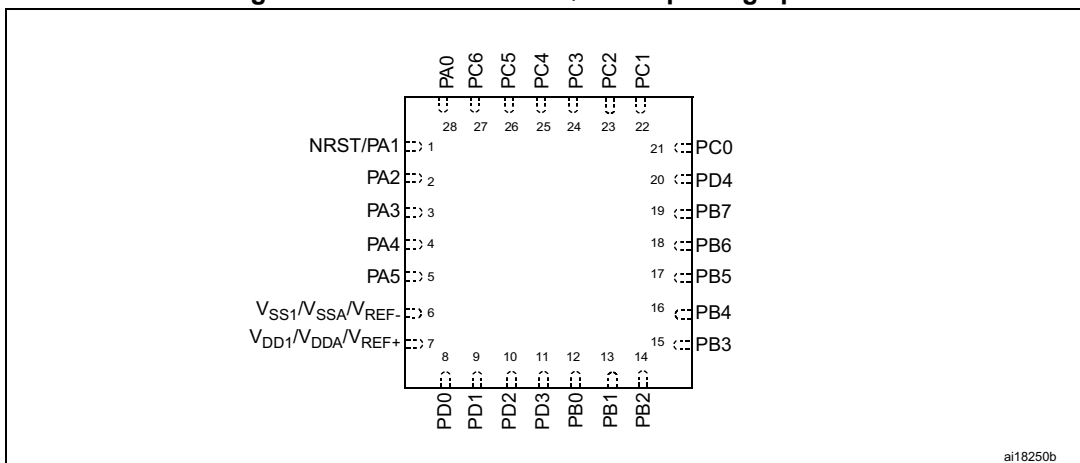 PA0 PC6 PC5 PC4 PC3 PC2 PC1
28 27 26 25 24 23 22
NRST/PA1 1 21 PC0
PA2 2 20 PD4
PA3 3 19 PB7
PA4 4 18 PB6
PA5 5 17 PB5
VSS1/VSSA/VREF- 6 16 PB4
VDD1/VDDA/VREF+ 7 15 PB3
8 9 10 11 12 13 14
PD0 PD1 PD2 PD3 PB0 PB1 PB2
ai18250b